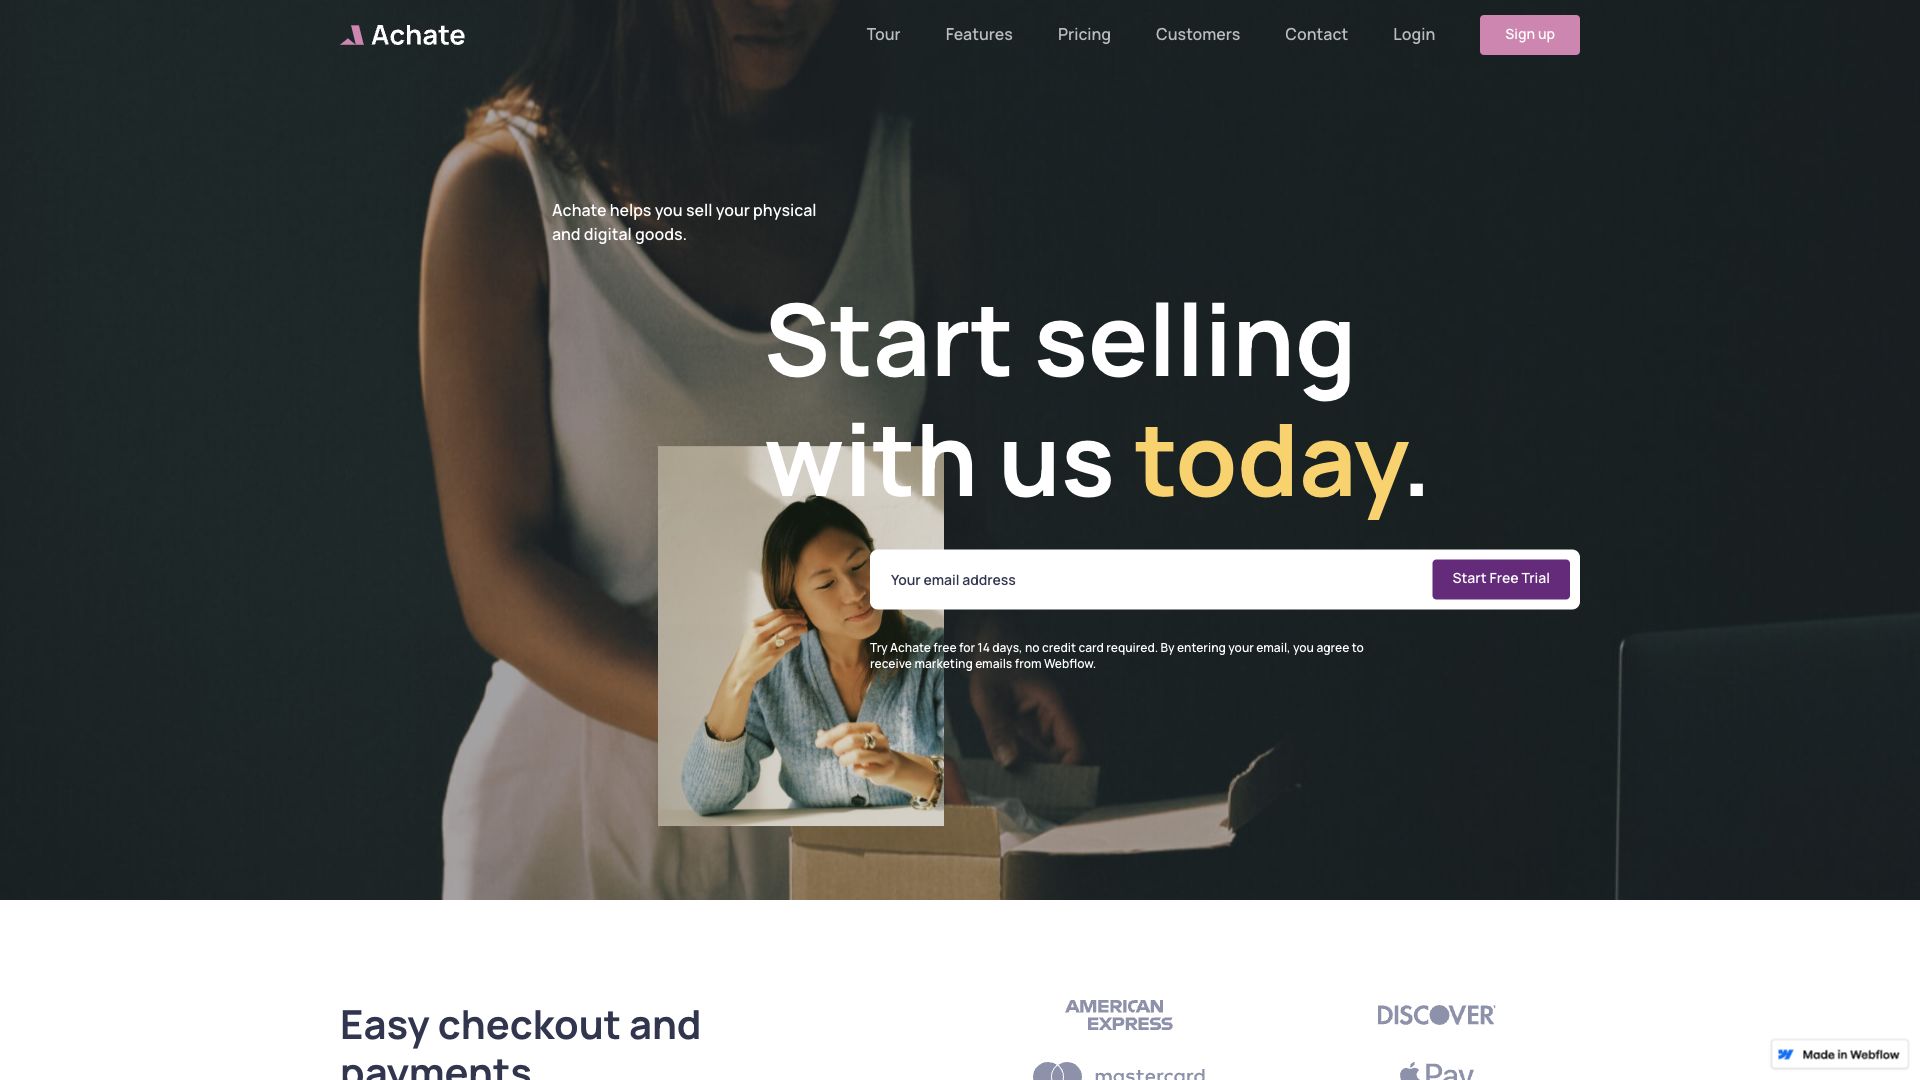 Achate
Tour
Features
Pricing
Customers
Contact
Login
Sign up
Achate helps you sell your physical
and digital goods.
Start selling
with us today.
Your email address
Start Free Trial
Try Achate free for 14 days, no credit card required. By entering your email, you agree to
receive marketing emails from Webflow.
Easy checkout and
payments
AMERICAN
EXPRESS
DISCOVER
mastercard
Pay
Made in Webflow